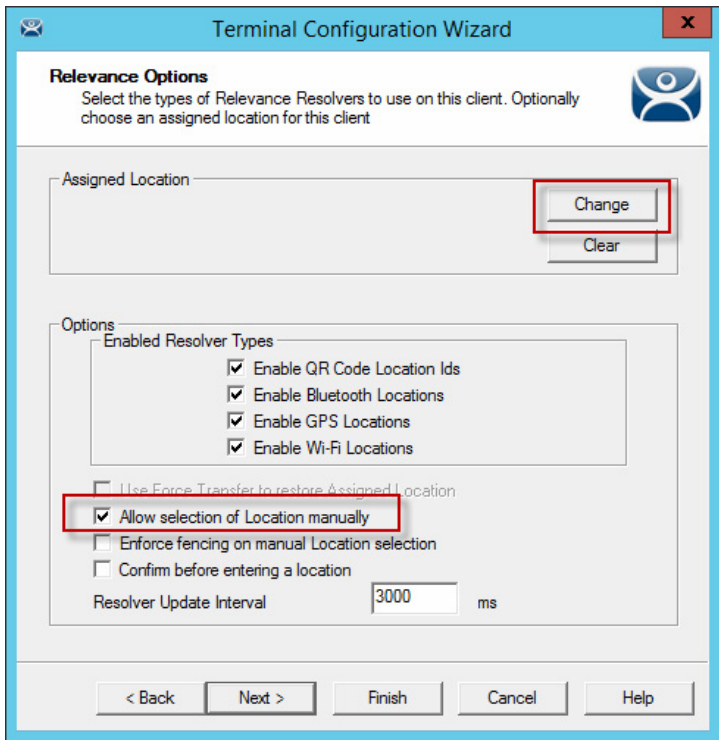 Terminal Configuration Wizard
x
Relevance Options
Select the types of Relevance Resolvers to use on this client. Optionally
choose an assigned location for this client
Assigned Location
Change
Clear
Options
Enabled Resolver Types
Enable QR Code Location Ids
Enable Bluetooth Locations
Enable GPS Locations
Enable Wi-Fi Locations
Use Force Transfer to restore Assigned Location
Allow selection of Location manually
Enforce fencing on manual Location selection
Confirm before entering a location
Resolver Update Interval 3000 ms
< Back Next > Finish Cancel Help